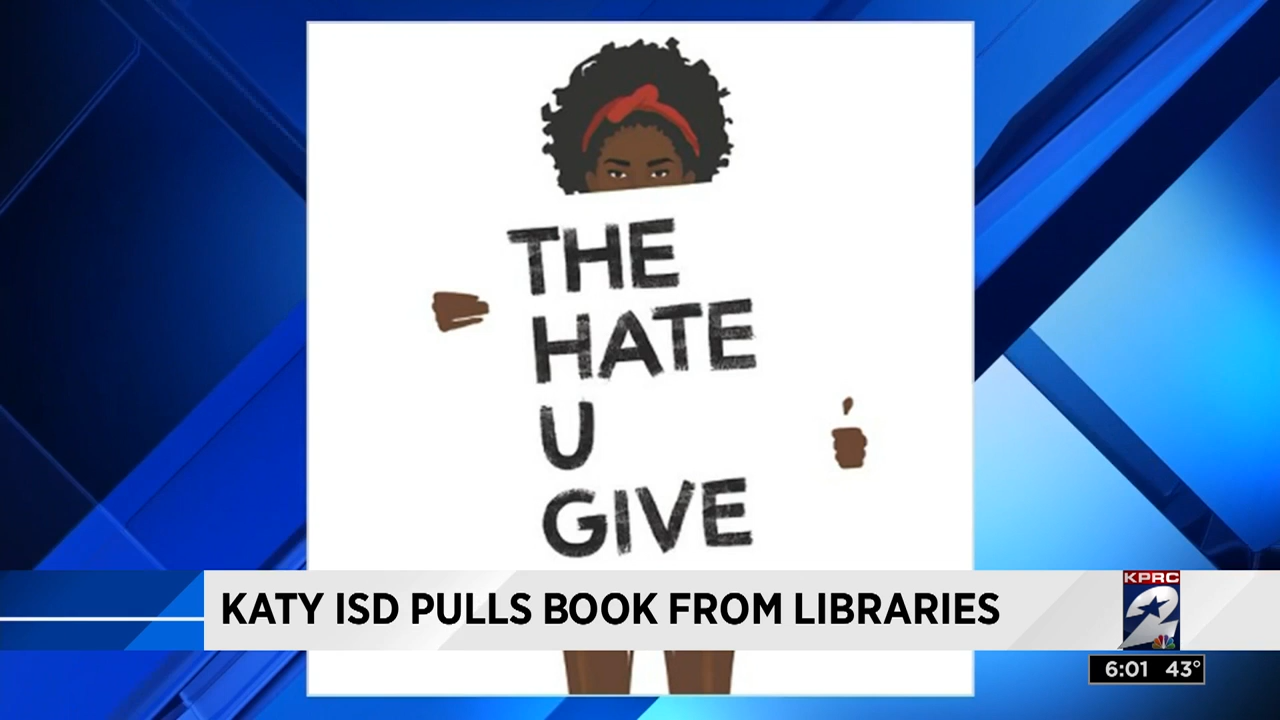 THE
HATE
U
GIVE
KATY ISD PULLS BOOK FROM LIBRARIES
KPRC
2
6:01 43°